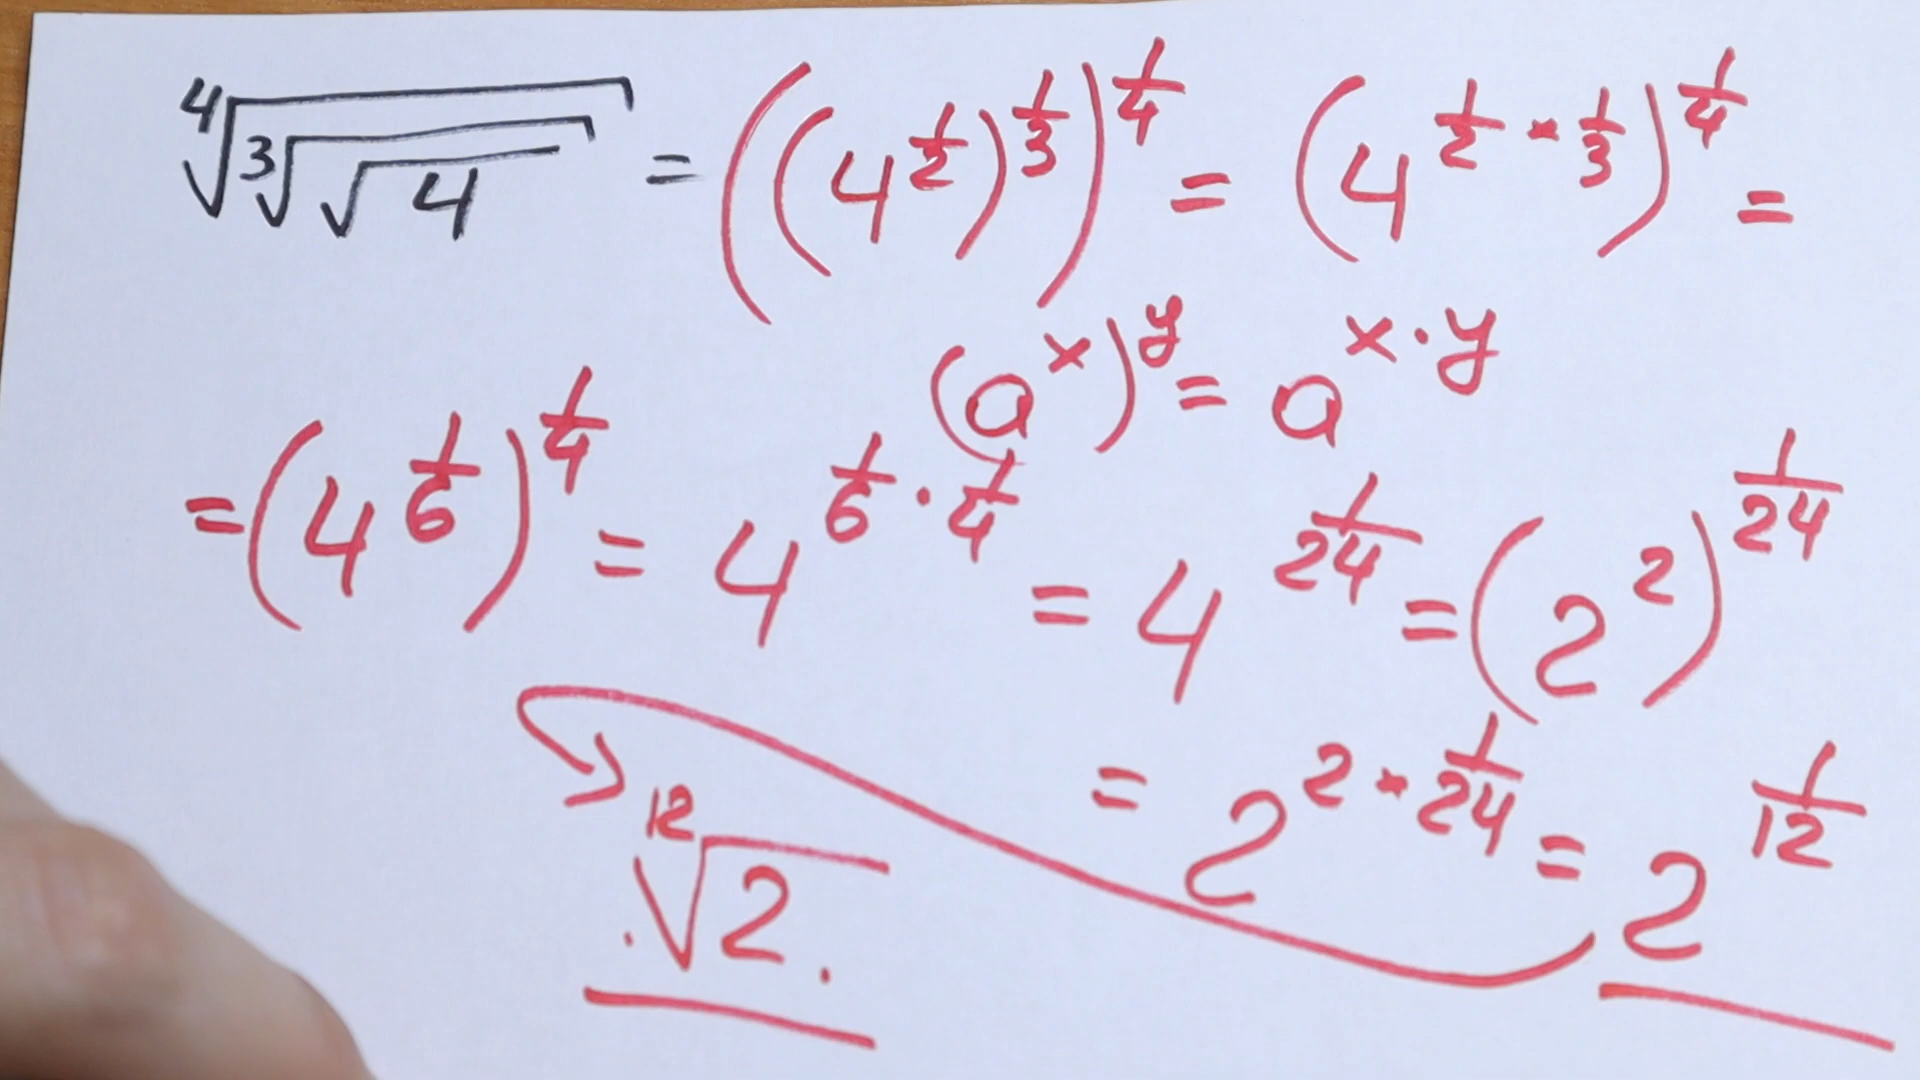 ⁴√(³√(√4)) = ((4^(1/2))^(1/3))^(1/4) = (4^(1/2 · 1/3))^(1/4) =
(a^x)^y = a^(x·y)
= (4^(1/6))^(1/4) = 4^(1/6 · 1/4) = 4^(1/24) = (2^2)^(1/24)
= 2^(2 · 1/24) = 2^(1/12)
¹²√2.